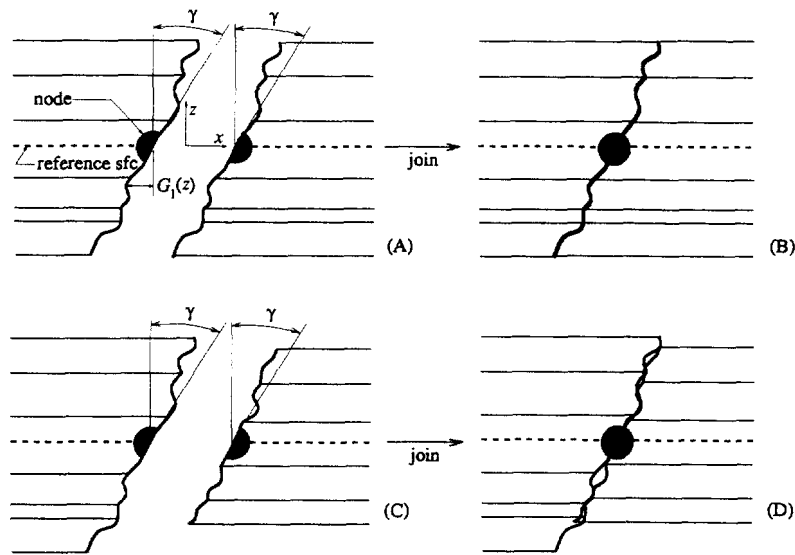 γ γ
node
z
x
reference sfc.
join
G₁(z)
(A)
(B)
γ γ
join
(C)
(D)